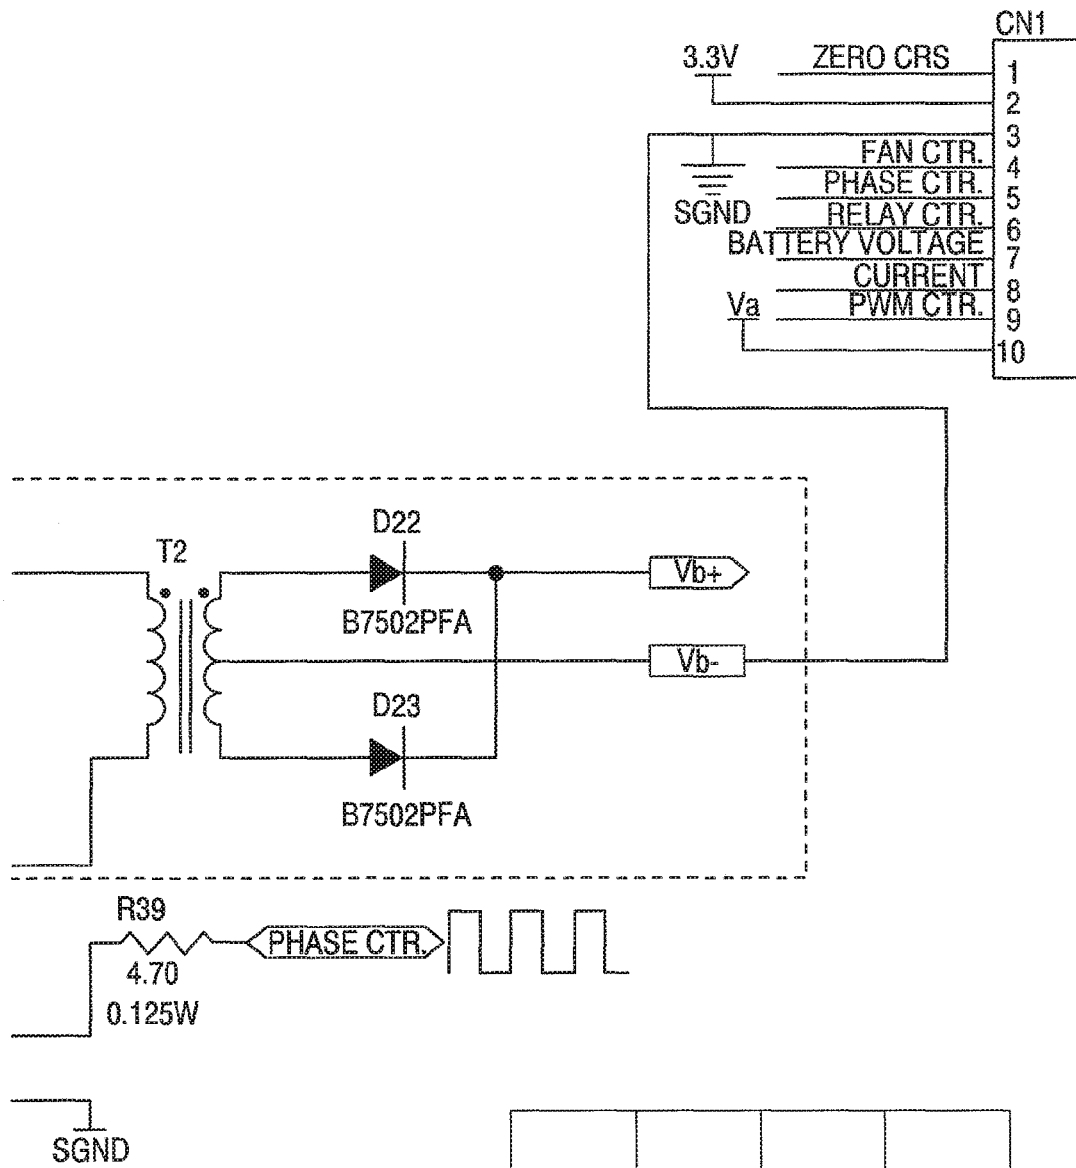 CN1
3.3V
ZERO CRS
1
2
3
FAN CTR.
4
PHASE CTR.
5
SGND
RELAY CTR.
6
BATTERY VOLTAGE
7
CURRENT
8
Va
PWM CTR.
9
10
D22
T2
Vb+
B7502PFA
Vb-
D23
B7502PFA
R39
PHASE CTR.
4.70
0.125W
SGND